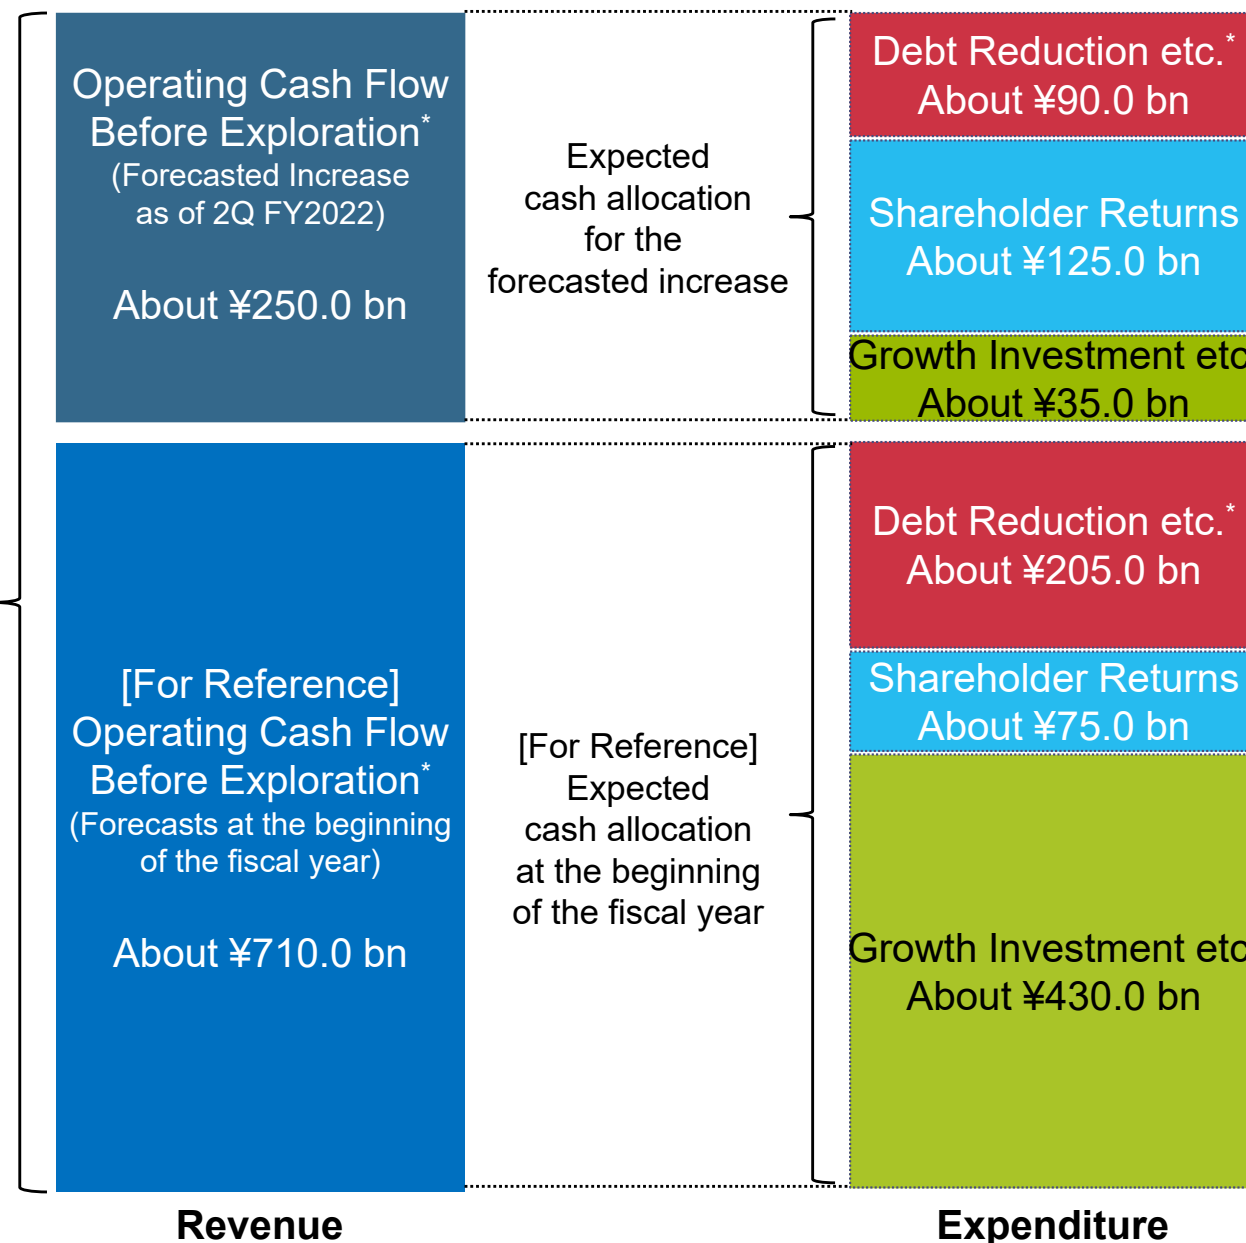 Operating Cash Flow
Before Exploration*
(Forecasted Increase
as of 2Q FY2022)
About ¥250.0 bn
Expected
cash allocation
for the
forecasted increase
Debt Reduction etc.*
About ¥90.0 bn
Shareholder Returns
About ¥125.0 bn
Growth Investment etc
About ¥35.0 bn
[For Reference]
Operating Cash Flow
Before Exploration*
(Forecasts at the beginning
of the fiscal year)
About ¥710.0 bn
[For Reference]
Expected
cash allocation
at the beginning
of the fiscal year
Debt Reduction etc.*
About ¥205.0 bn
Shareholder Returns
About ¥75.0 bn
Growth Investment etc
About ¥430.0 bn
Revenue
Expenditure